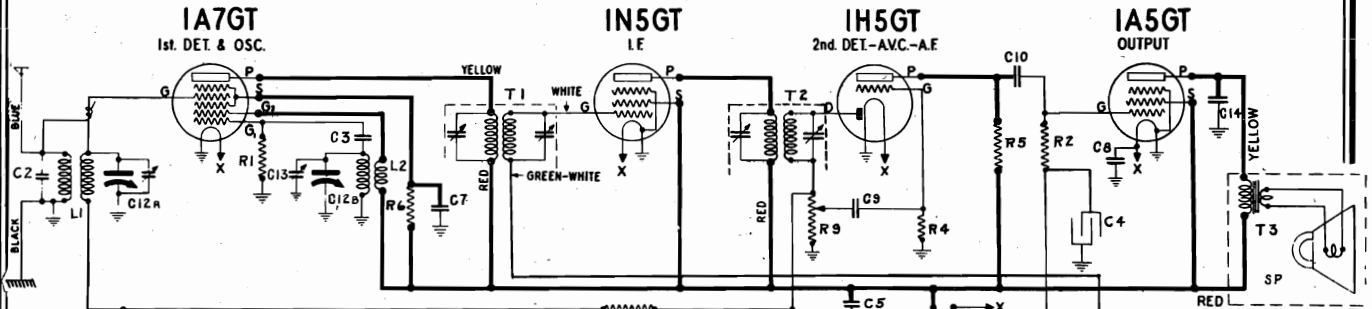 1A7GT
1st. DET. & OSC.
1N5GT
I.F.
1H5GT
2nd. DET.-A.V.C.-A.F.
1A5GT
OUTPUT
G
P
S
G2
G1
X
YELLOW
T1
WHITE
G
P
S
X
T2
D
P
G
X
C10
G
P
S
X
C14
YELLOW
BLUE
S
C2
L1
C12A
R1
C3
C13
C12B
L2
R6
C7
RED
GREEN-WHITE
RED
R9
C9
R4
R5
R2
C8
C4
T3
SP
BLACK
C5
X
RED